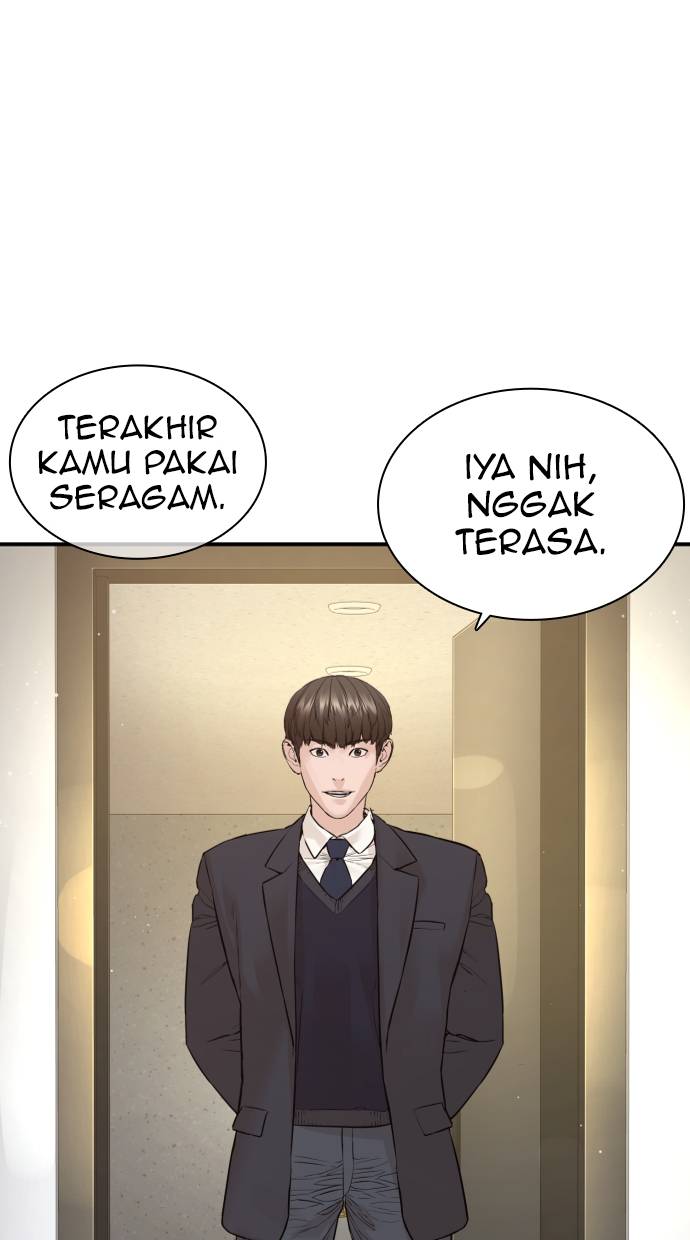 TERAKHIR
KAMU PAKAI
SERAGAM.
IYA NIH,
NGGAK
TERASA.